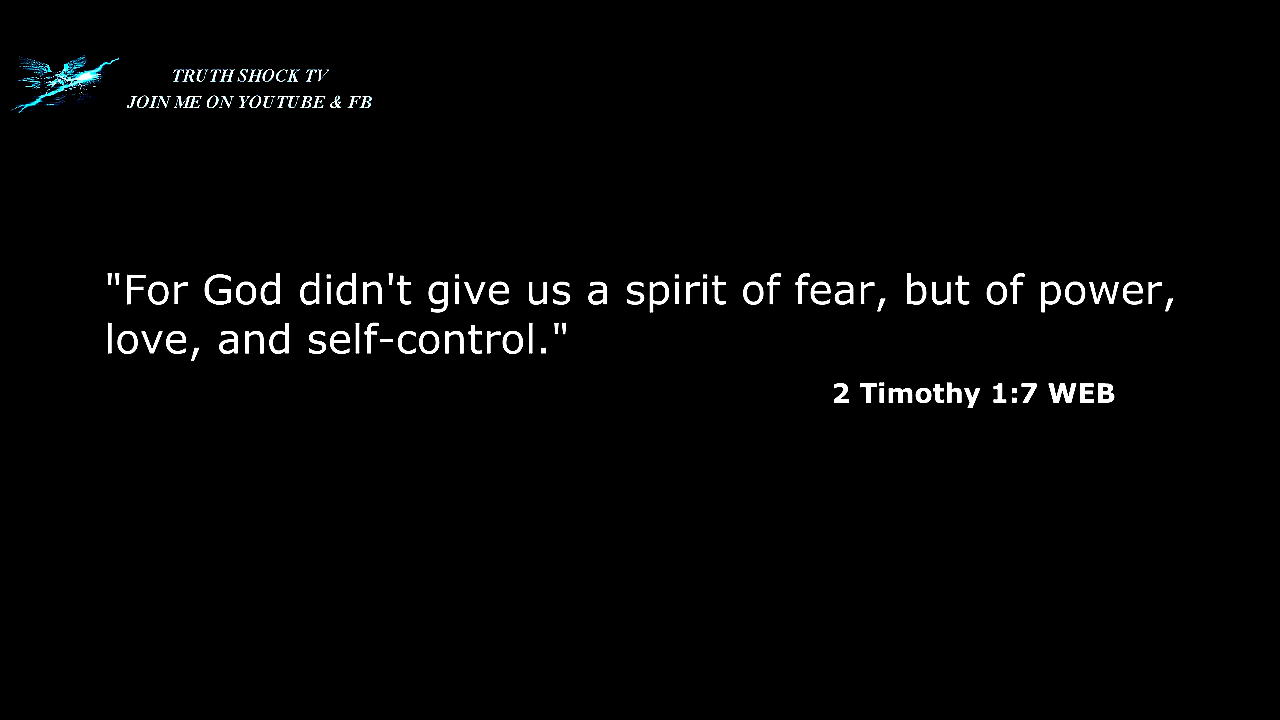 TRUTH SHOCK TV
JOIN ME ON YOUTUBE & FB
"For God didn't give us a spirit of fear, but of power,
love, and self-control."
2 Timothy 1:7 WEB